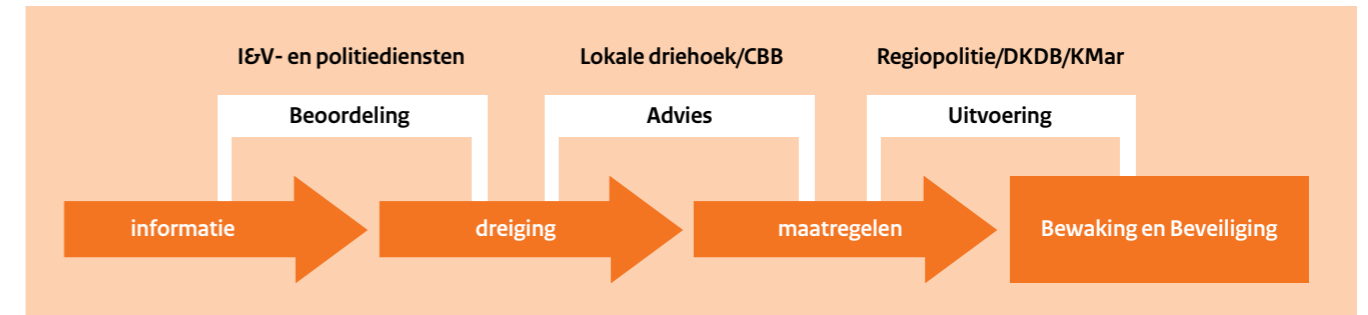 I&V- en politiediensten
Lokale driehoek/CBB
Regiopolitie/DKDB/KMar
Beoordeling
Advies
Uitvoering
informatie
dreiging
maatregelen
Bewaking en Beveiliging